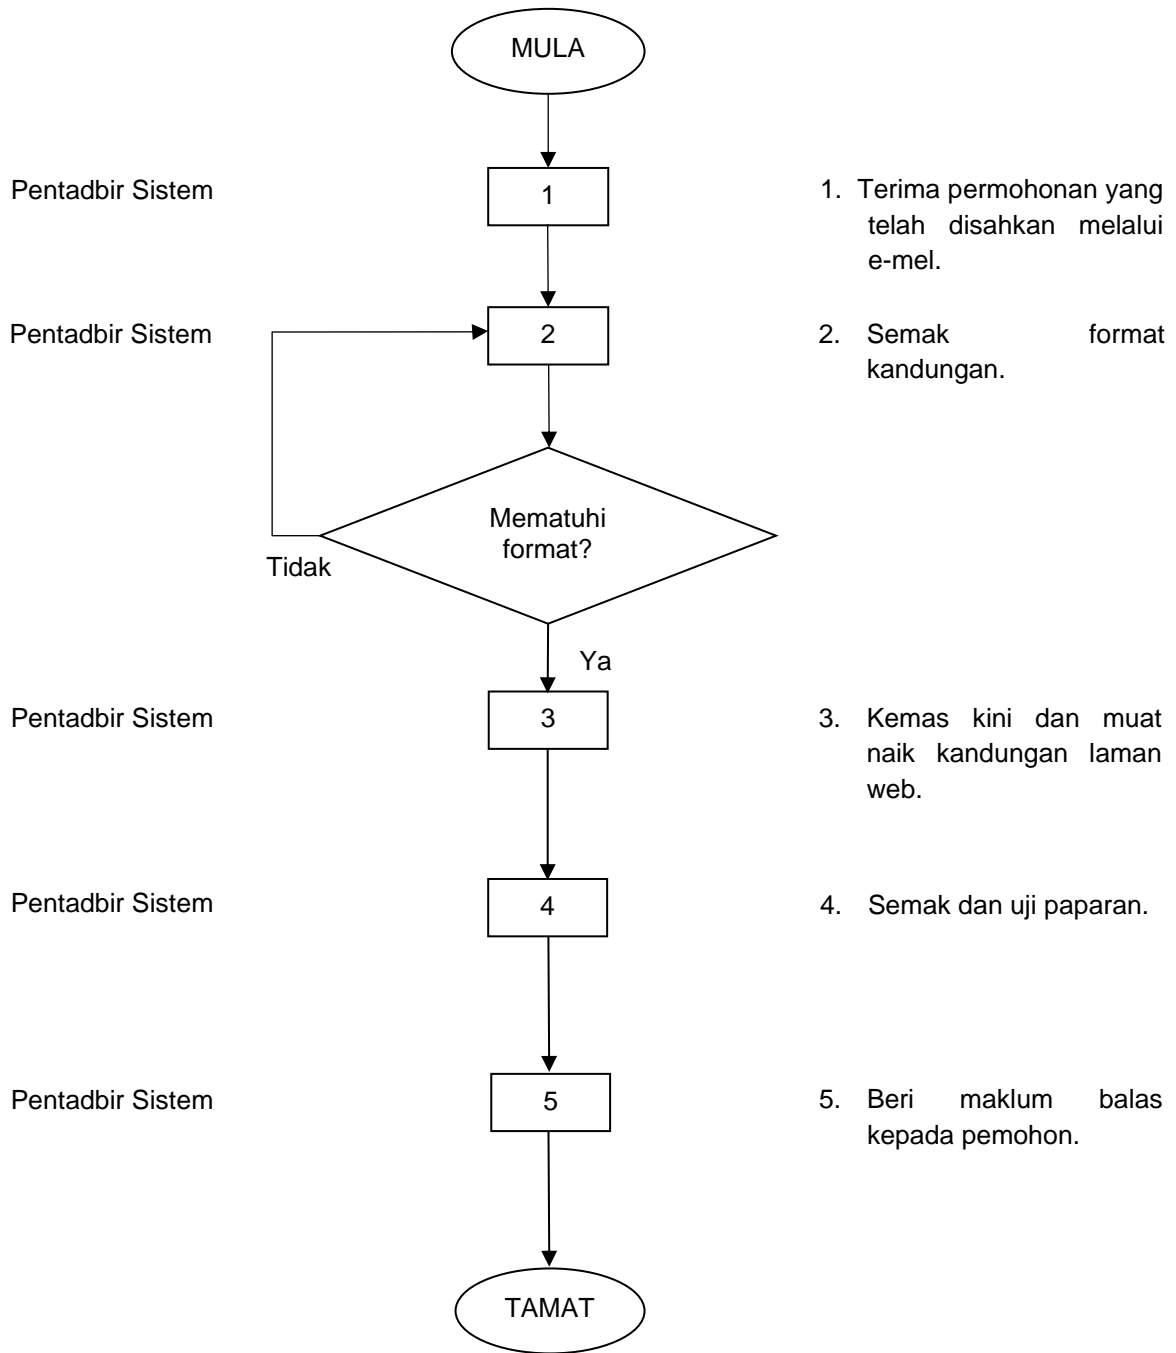 MULA
Pentadbir Sistem
1
1. Terima permohonan yang
telah disahkan melalui
e-mel.
Pentadbir Sistem
2
2. Semak format
kandungan.
Mematuhi
format?
Tidak
Ya
Pentadbir Sistem
3
3. Kemas kini dan muat
naik kandungan laman
web.
Pentadbir Sistem
4
4. Semak dan uji paparan.
Pentadbir Sistem
5
5. Beri maklum balas
kepada pemohon.
TAMAT